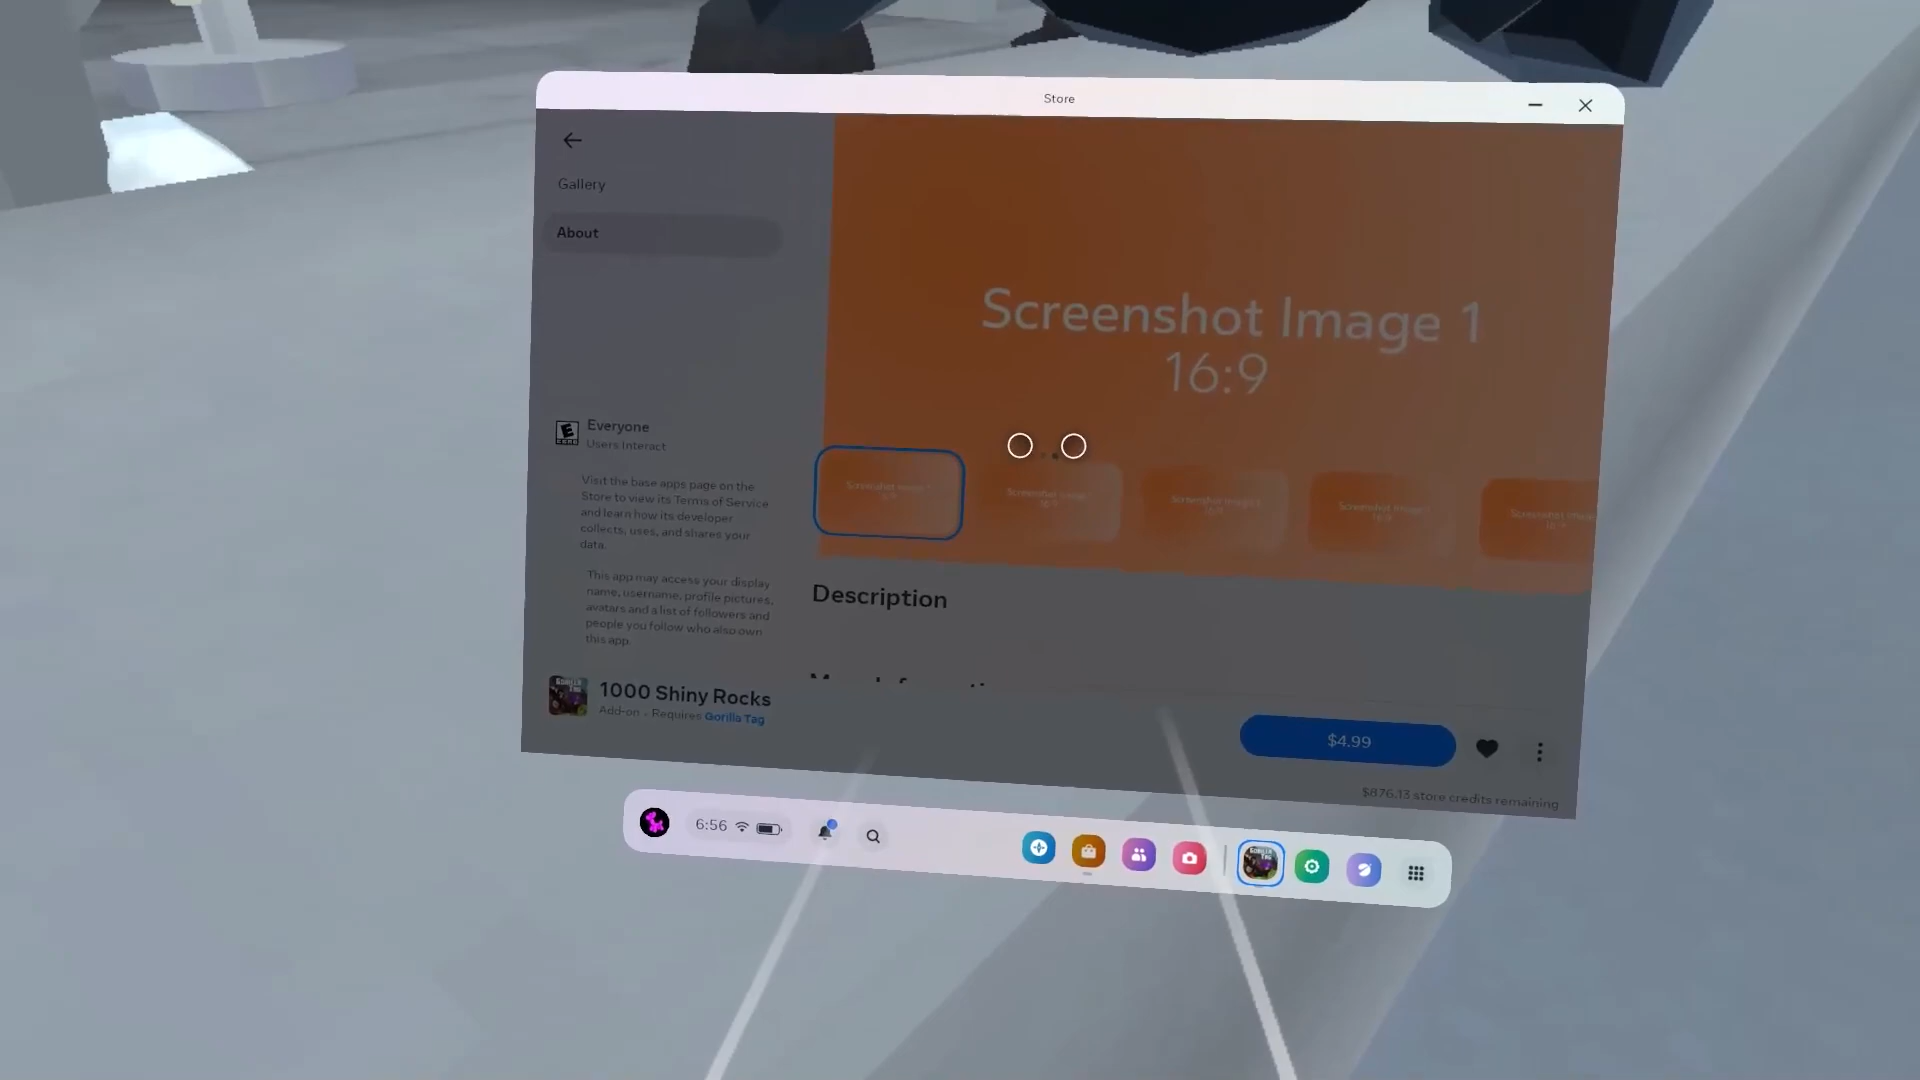 Store
Gallery
About
Screenshot Image 1
16:9
Everyone
Users Interact
Visit the base apps page on the
Store to view its Terms of Service
and learn how its developer
collects, uses, and shares your
data.
This app may access your display
name, username, profile pictures,
avatars and a list of followers and
people you follow who also own
this app.
Description
1000 Shiny Rocks
Add-on - Requires Gorilla Tag
$4.99
$876.13 store credits remaining
6:56